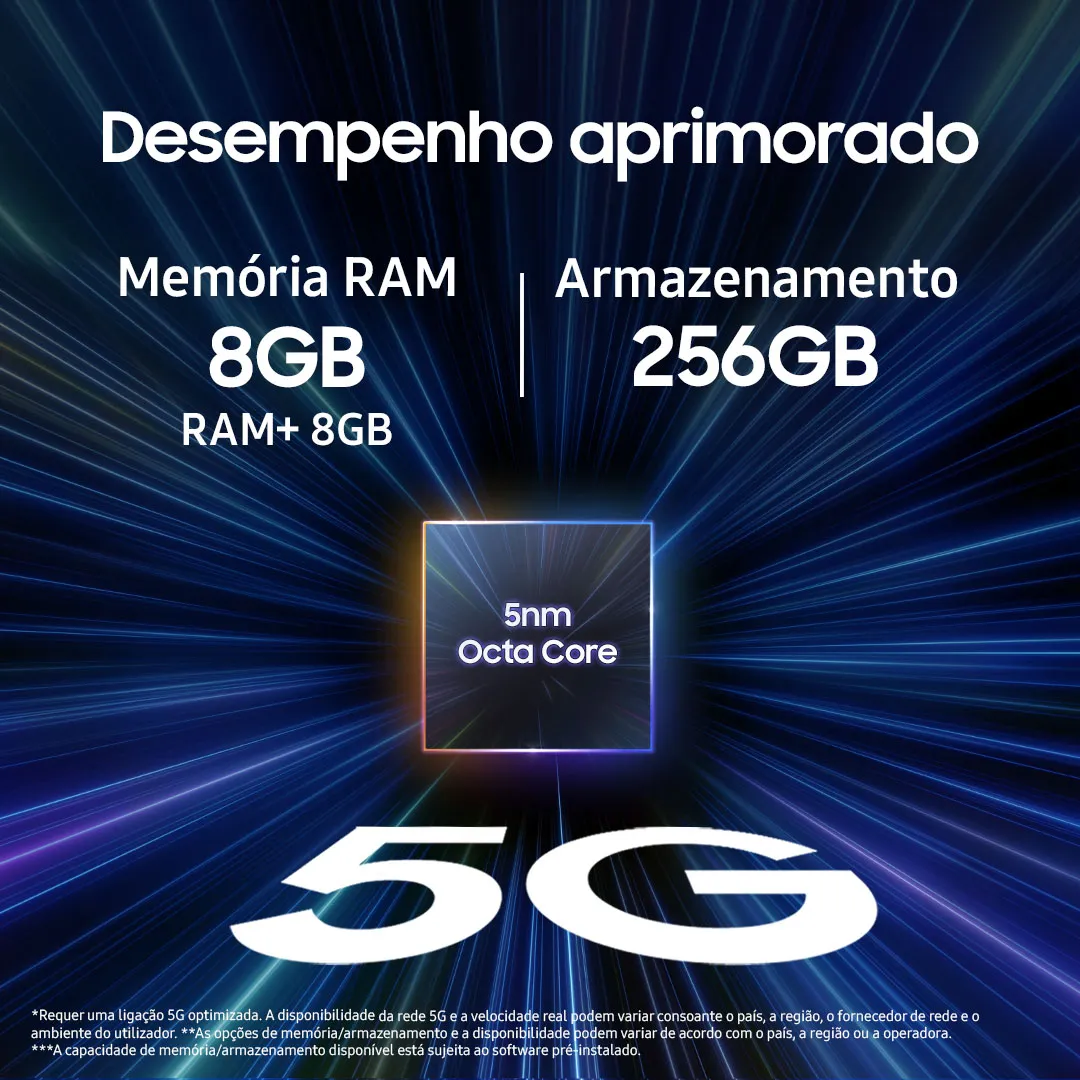 Desempenho aprimorado
Memória RAM
8GB
RAM+ 8GB
Armazenamento
256GB
5nm
Octa Core
5G
*Requer uma ligação 5G optimizada. A disponibilidade da rede 5G e a velocidade real podem variar consoante o país, a região, o fornecedor de rede e o
ambiente do utilizador. **As opções de memória/armazenamento e a disponibilidade podem variar de acordo com o país, a região ou a operadora.
***A capacidade de memória/armazenamento disponível está sujeita ao software pré-instalado.